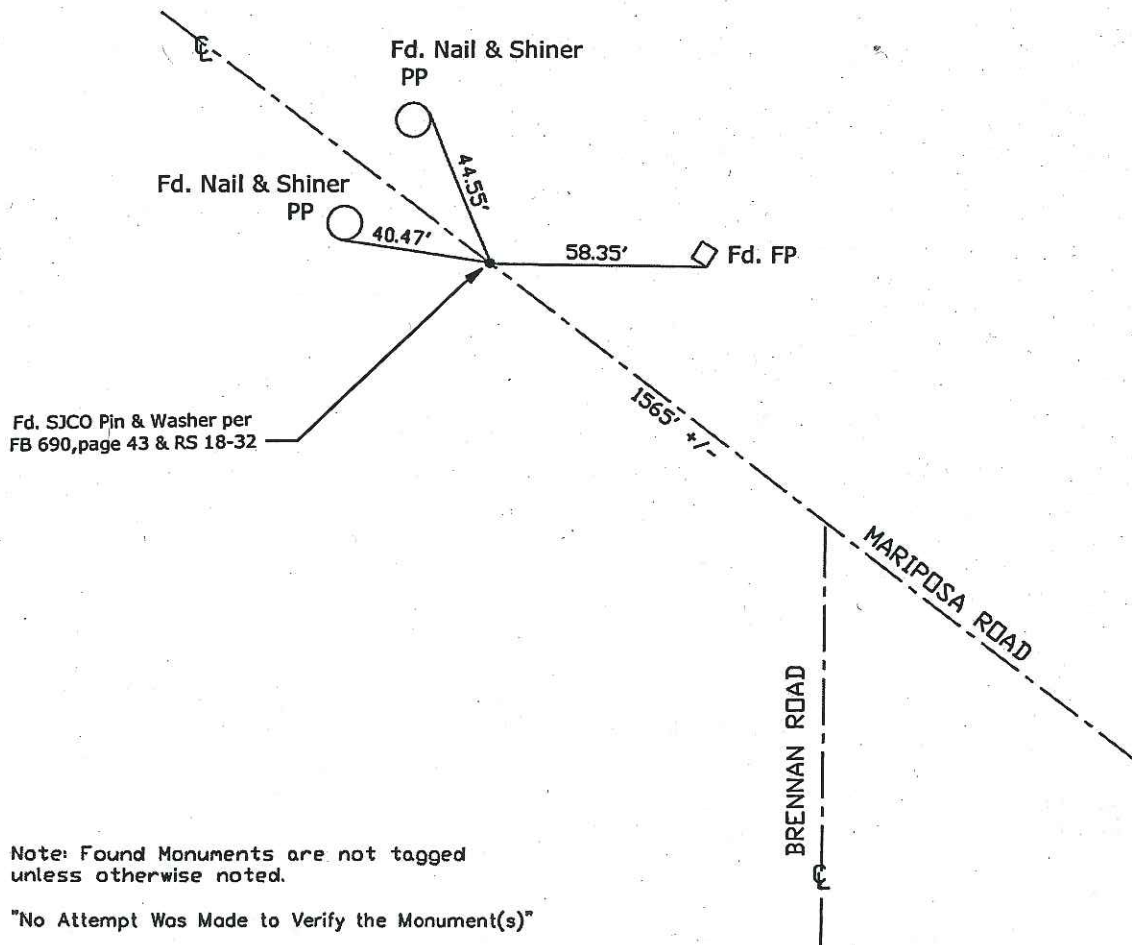 ℄
Fd. Nail & Shiner
PP
44.55'
Fd. Nail & Shiner
PP
40.47'
58.35'
Fd. FP
Fd. SJCO Pin & Washer per
FB 690,page 43 & RS 18-32
1565' +/-
MARIPOSA ROAD
BRENNAN ROAD
℄
Note: Found Monuments are not tagged
unless otherwise noted.
"No Attempt Was Made to Verify the Monument(s)"